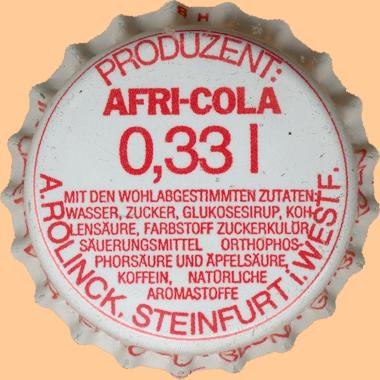 PRODUZENT:
AFRI-COLA
0,33 l
MIT DEN WOHLABGESTIMMTEN ZUTATEN:
WASSER, ZUCKER, GLUKOSESIRUP, KOH-
LENSÄURE, FARBSTOFF ZUCKERKULÖR,
SÄUERUNGSMITTEL ORTHOPHOS-
PHORSÄURE UND ÄPFELSÄURE,
KOFFEIN, NATÜRLICHE
AROMASTOFFE
A. ROLINCK, STEINFURT i. WESTF.